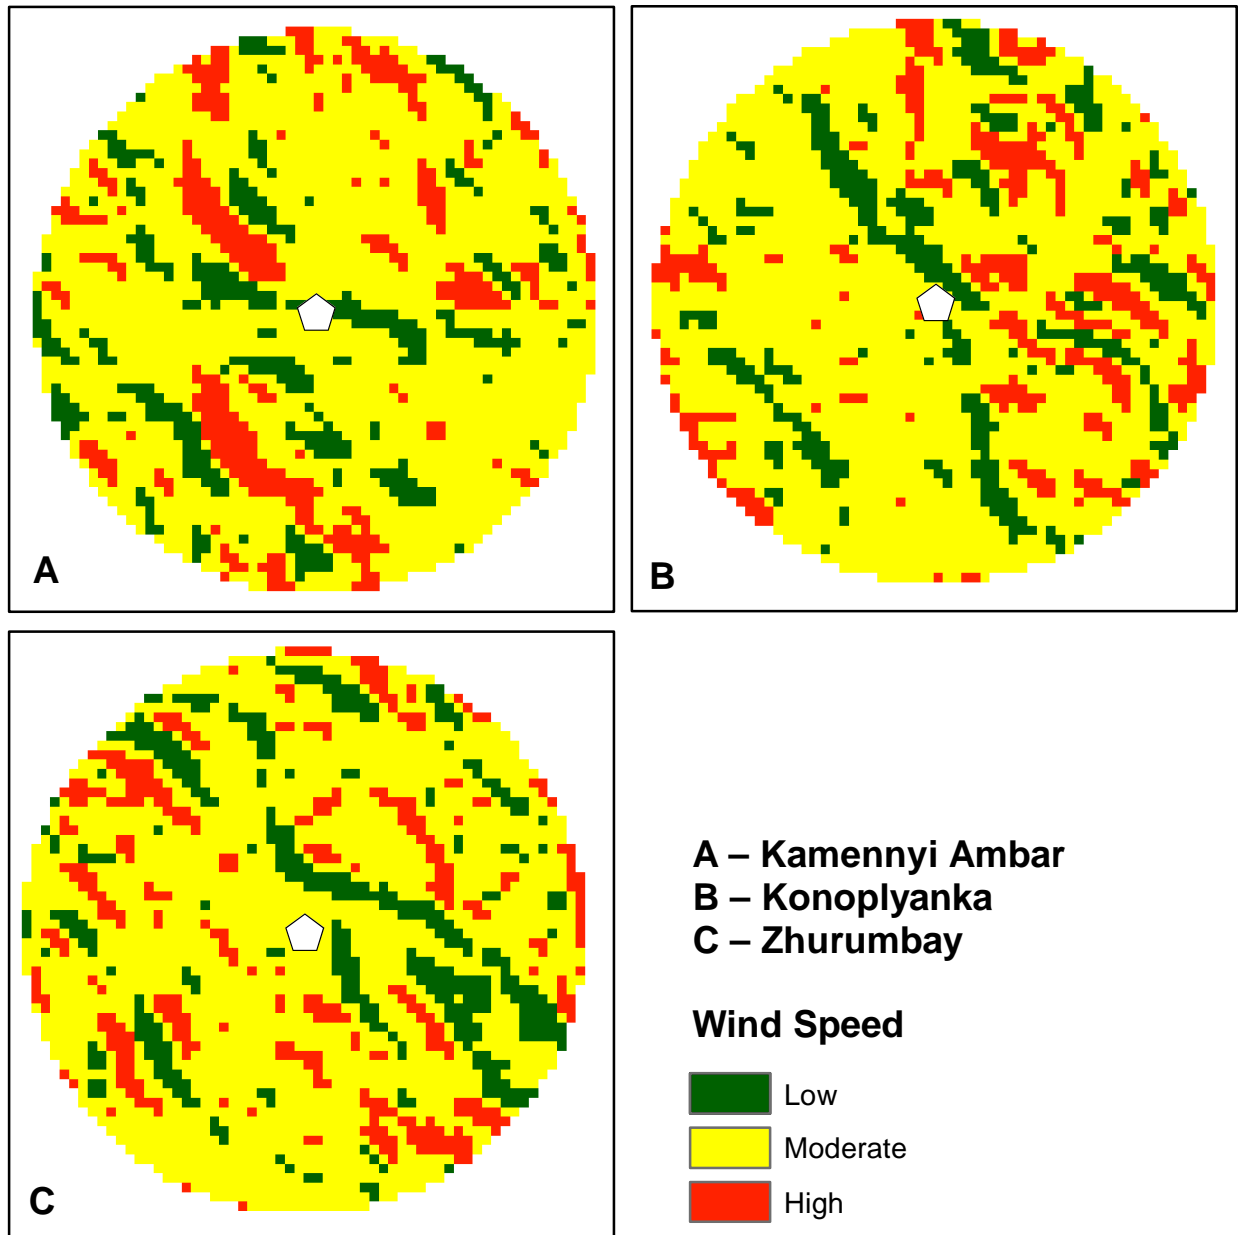 A
B
C
A – Kamennyi Ambar
B – Konoplyanka
C – Zhurumbay
Wind Speed
Low
Moderate
High